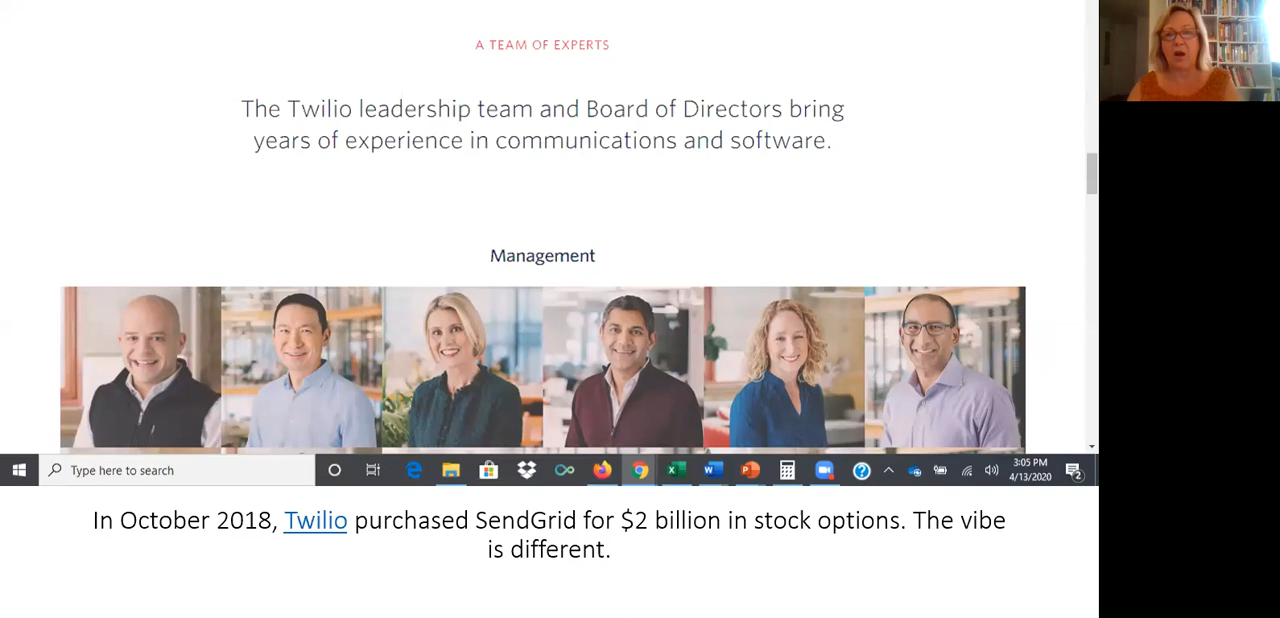 A TEAM OF EXPERTS
The Twilio leadership team and Board of Directors bring
years of experience in communications and software.
Management
Type here to search
3:05 PM
4/13/2020
2
In October 2018, Twilio purchased SendGrid for $2 billion in stock options. The vibe
is different.